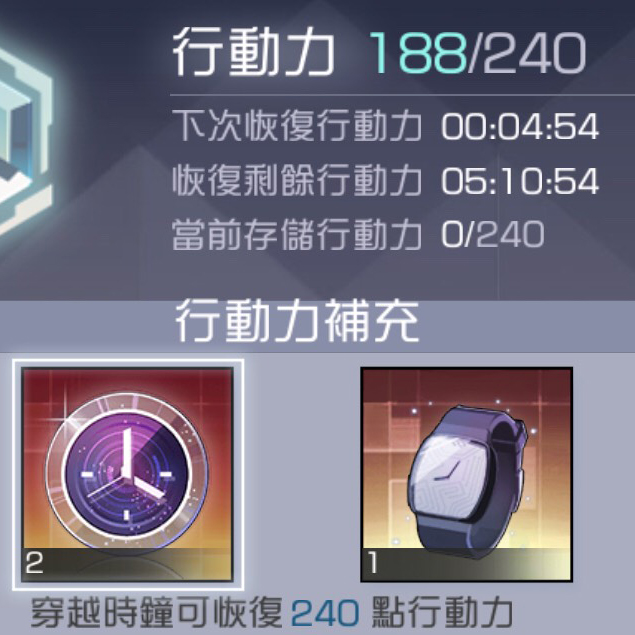 行動力 188/240
下次恢復行動力 00:04:54
恢復剩餘行動力 05:10:54
當前存儲行動力 0/240
行動力補充
2
1
穿越時鐘可恢復 240 點行動力